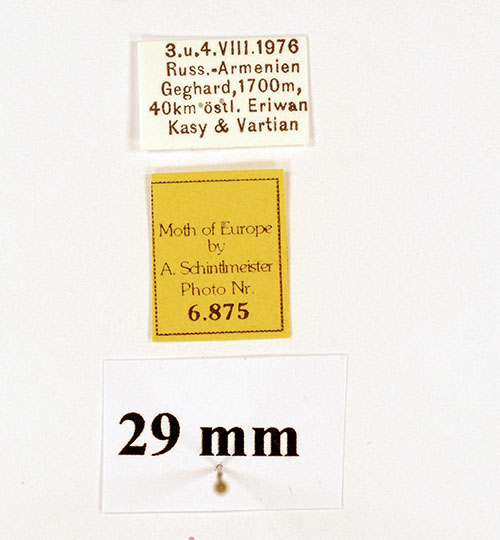 3.u.4.VIII.1976
Russ.-Armenien
Geghard,1700m,
40km östl. Eriwan
Kasy & Vartian
Moth of Europe
by
A. Schintlmeister
Photo Nr.
6.875
29 mm